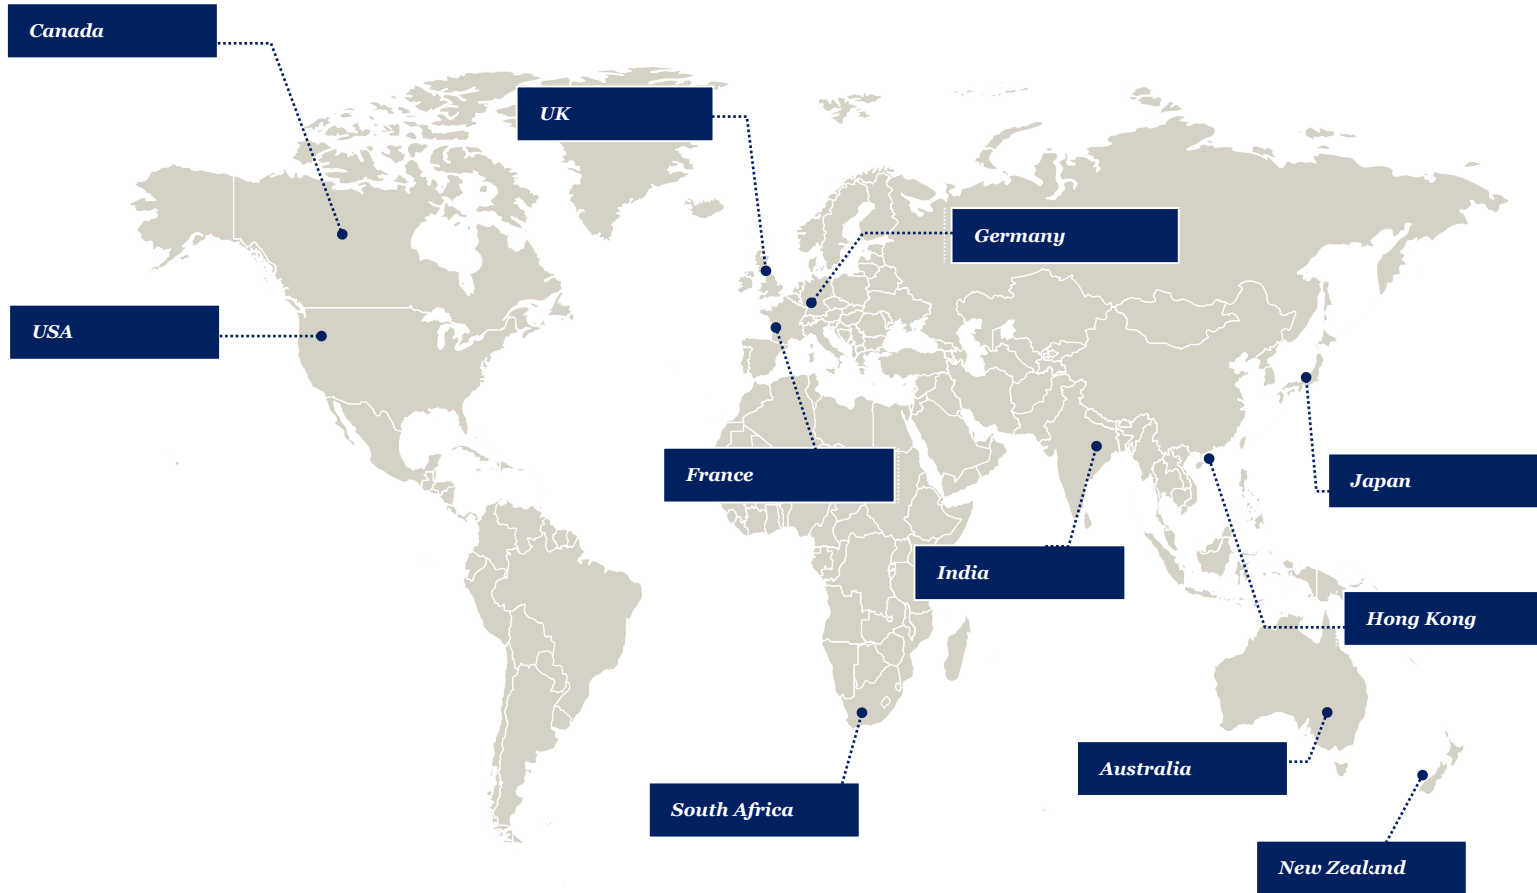 Canada
UK
Germany
USA
France
Japan
India
Hong Kong
Australia
South Africa
New Zealand